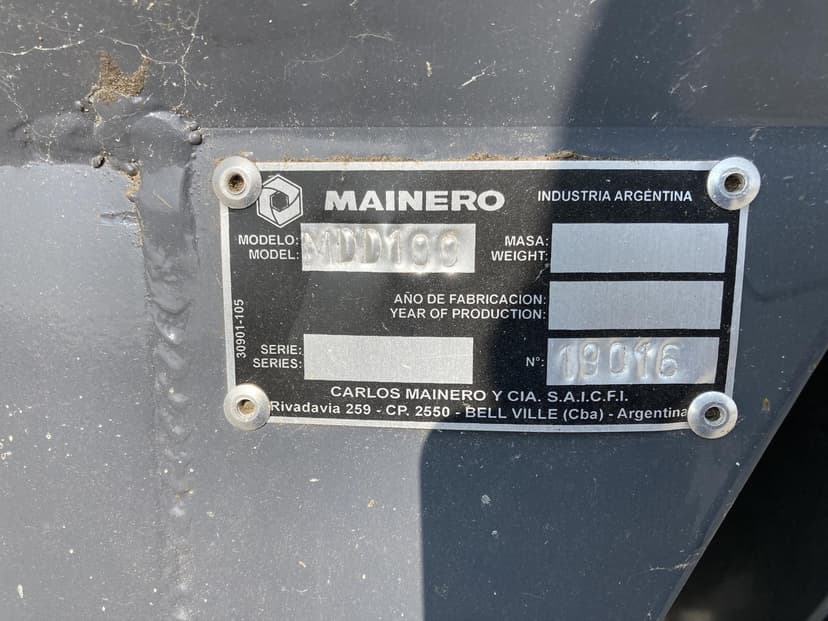 MAINERO INDUSTRIA ARGENTINA
MODELO: MDD100 MASA:
MODEL: WEIGHT:
AÑO DE FABRICACION:
YEAR OF PRODUCTION:
SERIE: N°: 19016
SERIES:
30901-105
CARLOS MAINERO Y CIA. S.A.I.C.F.I.
Rivadavia 259 - CP. 2550 - BELL VILLE (Cba) - Argentina